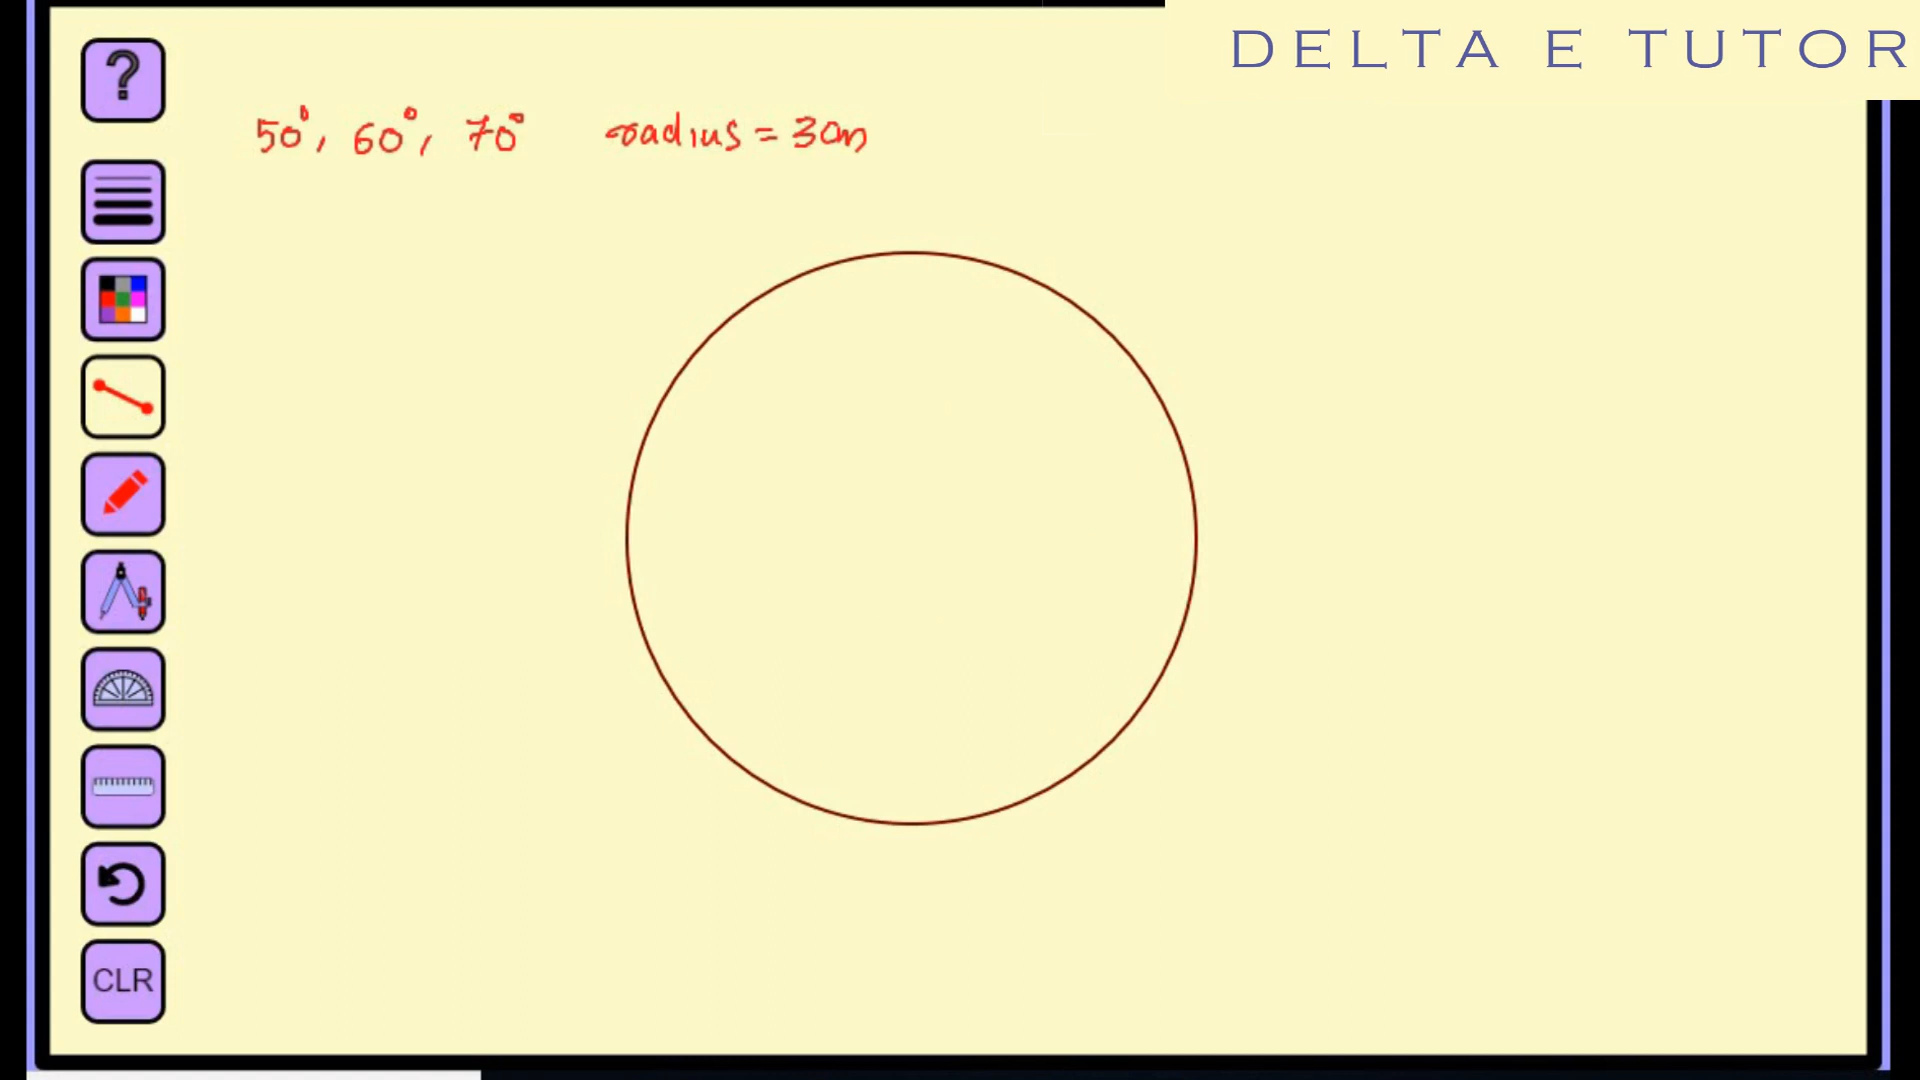 DELTA E TUTOR
?
50°, 60°, 70° radius = 3cm
CLR